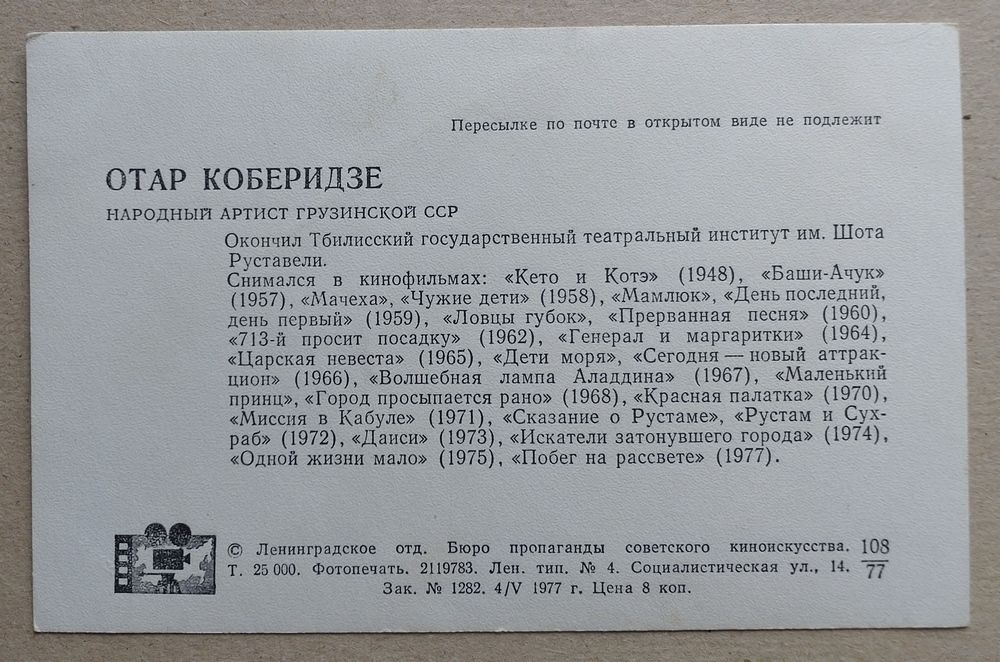 Пересылке по почте в открытом виде не подлежит
ОТАР КОБЕРИДЗЕ
НАРОДНЫЙ АРТИСТ ГРУЗИНСКОЙ ССР
Окончил Тбилисский государственный театральный институт им. Шота
Руставели.
Снимался в кинофильмах: «Кето и Котэ» (1948), «Баши-Ачук»
(1957), «Мачеха», «Чужие дети» (1958), «Мамлюк», «День последний,
день первый» (1959), «Ловцы губок», «Прерванная песня» (1960),
«713-й просит посадку» (1962), «Генерал и маргаритки» (1964),
«Царская невеста» (1965), «Дети моря», «Сегодня — новый аттрак-
цион» (1966), «Волшебная лампа Аладдина» (1967), «Маленький
принц», «Город просыпается рано» (1968), «Красная палатка» (1970),
«Миссия в Кабуле» (1971), «Сказание о Рустаме», «Рустам и Сух-
раб» (1972), «Даиси» (1973), «Искатели затонувшего города» (1974),
«Одной жизни мало» (1975), «Побег на рассвете» (1977).
© Ленинградское отд. Бюро пропаганды советского киноискусства. 108
Т. 25 000. Фотопечать. 2119783. Лен. тип. № 4. Социалистическая ул., 14. 77
Зак. № 1282. 4/V 1977 г. Цена 8 коп.